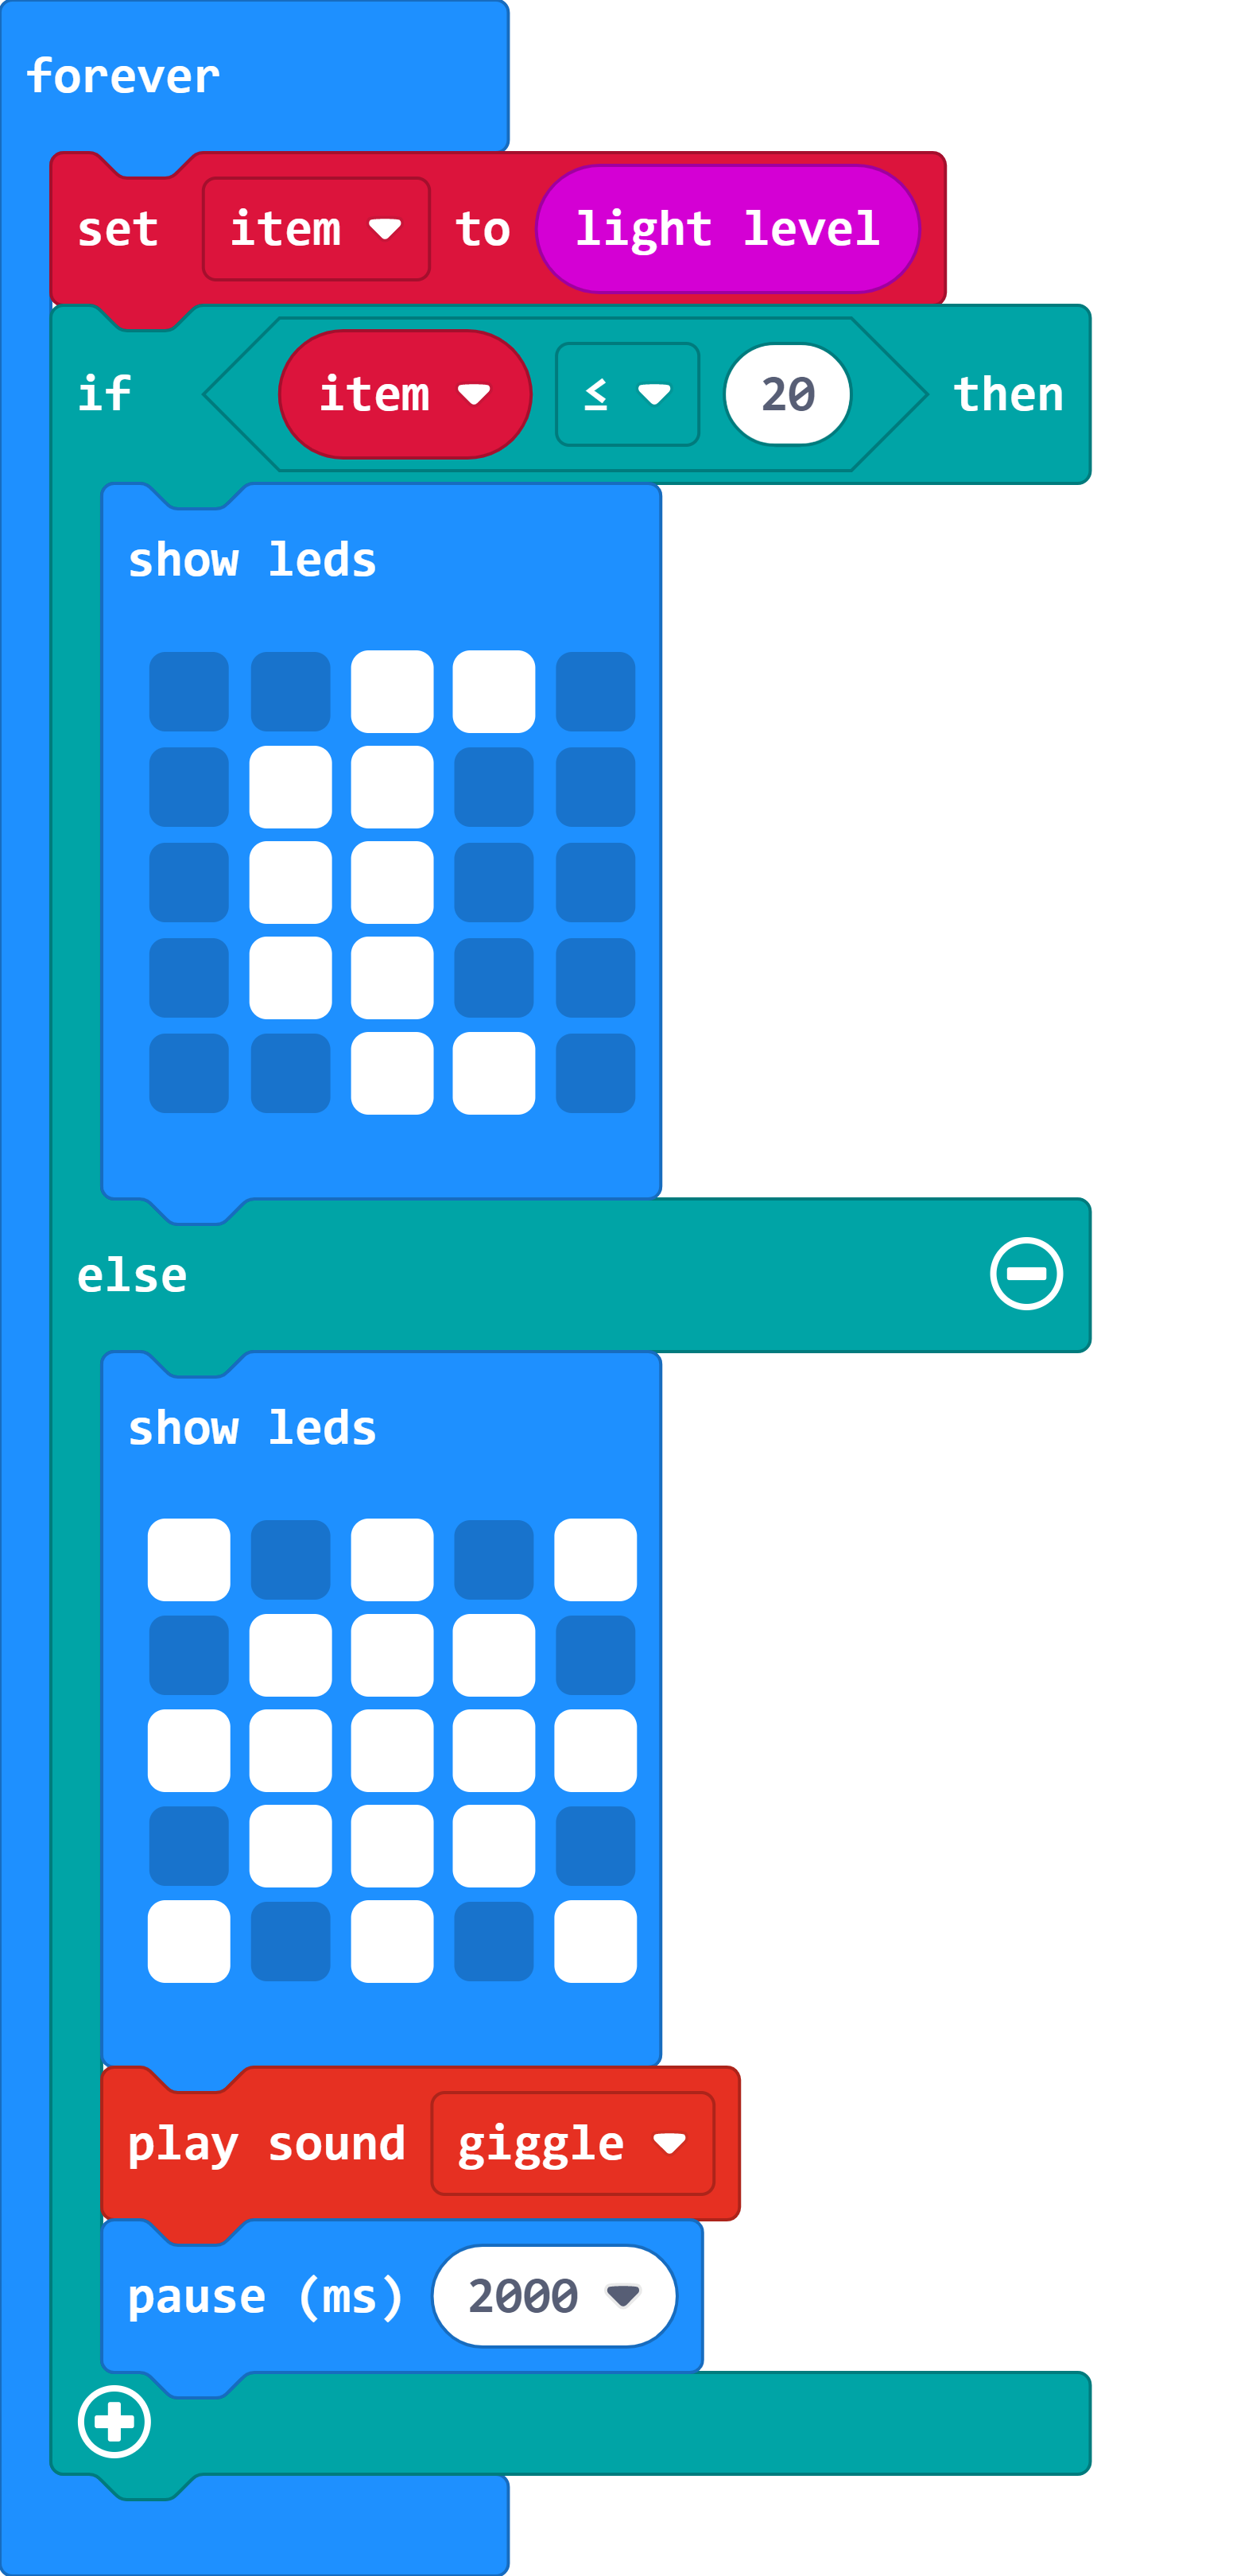 forever
set item to light level
if item ≤ 20 then
show leds
else
show leds
play sound giggle
pause (ms) 2000